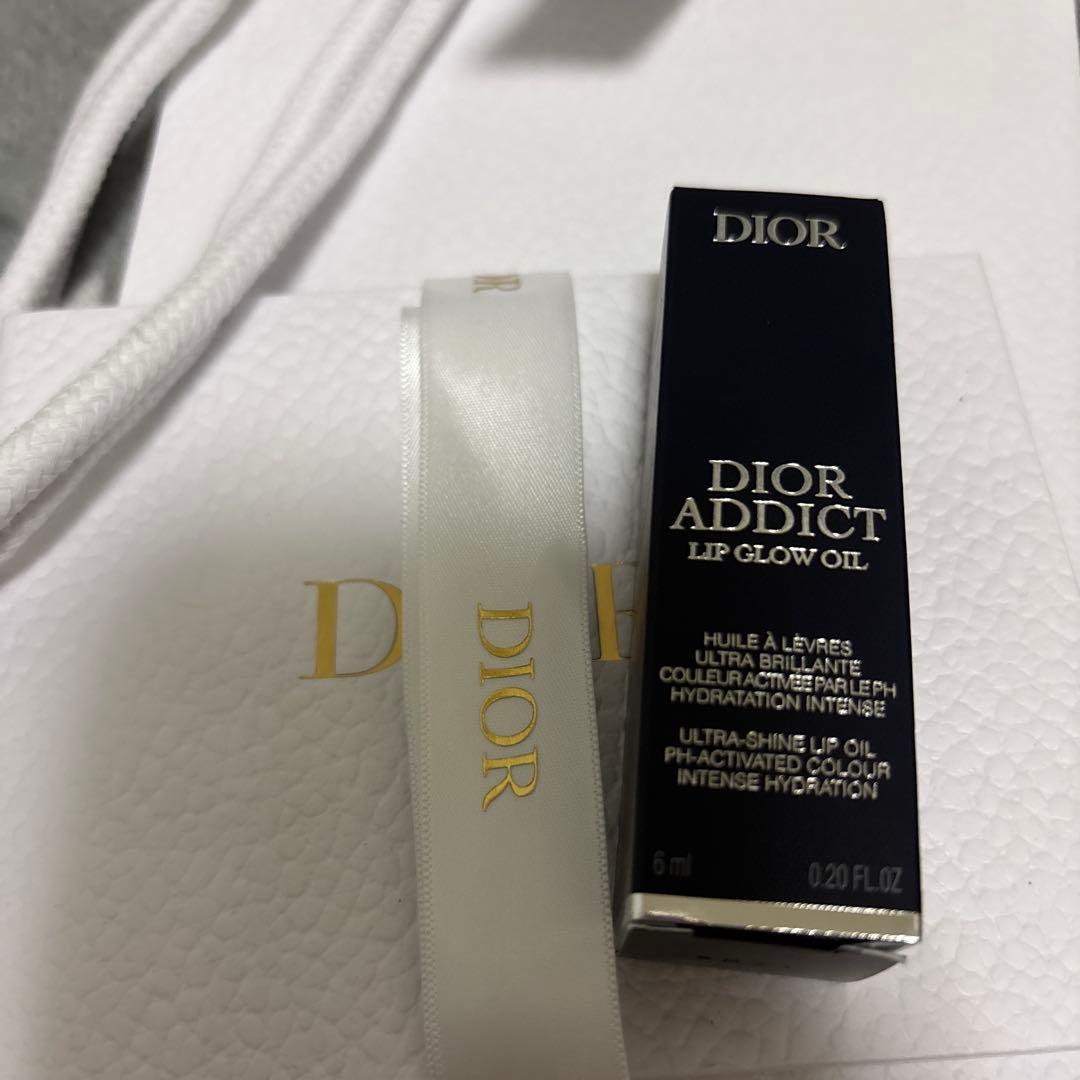 DIOR
DIOR
ADDICT
LIP GLOW OIL
HUILE À LÈVRES
ULTRA BRILLANTE
COULEUR ACTIVÉE PAR LE PH
HYDRATATION INTENSE
ULTRA-SHINE LIP OIL
PH-ACTIVATED COLOUR
INTENSE HYDRATION
6 ml 0.20 FL.OZ
DIOR